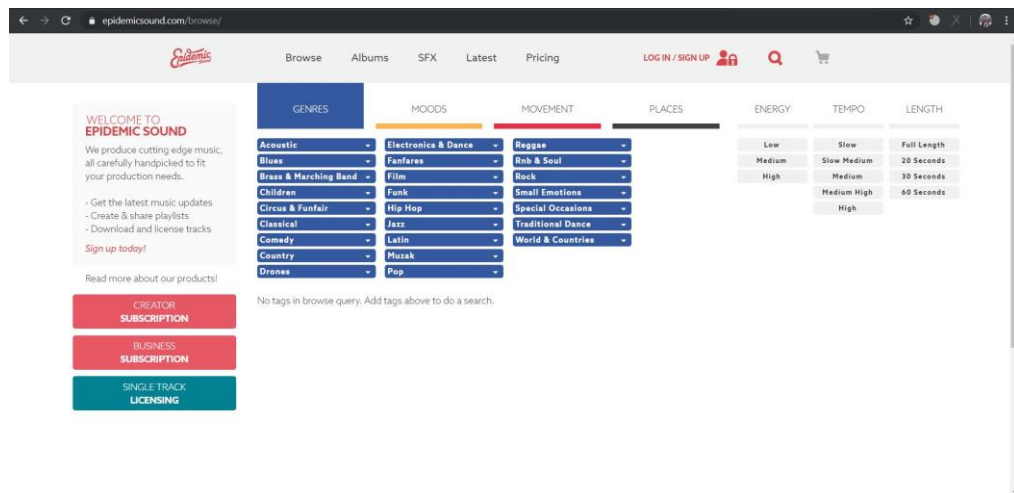 epidemicsound.com/browse/
Epidemic
Browse Albums SFX Latest Pricing LOG IN / SIGN UP
WELCOME TO
EPIDEMIC SOUND
We produce cutting edge music,
all carefully handpicked to fit
your production needs.
- Get the latest music updates
- Create & share playlists
- Download and license tracks
Sign up today!
Read more about our products!
CREATOR
SUBSCRIPTION
BUSINESS
SUBSCRIPTION
SINGLE TRACK
LICENSING
GENRES MOODS MOVEMENT PLACES ENERGY TEMPO LENGTH
Acoustic Electronica & Dance Reggae Low Slow Full Length
Blues Fanfares Rnb & Soul Medium Slow Medium 20 Seconds
Brass & Marching Band Film Rock High Medium 30 Seconds
Children Funk Small Emotions Medium High 60 Seconds
Circus & Funfair Hip Hop Special Occasions High
Classical Jazz Traditional Dance
Comedy Latin World & Countries
Country Muzak
Drones Pop
No tags in browse query. Add tags above to do a search.